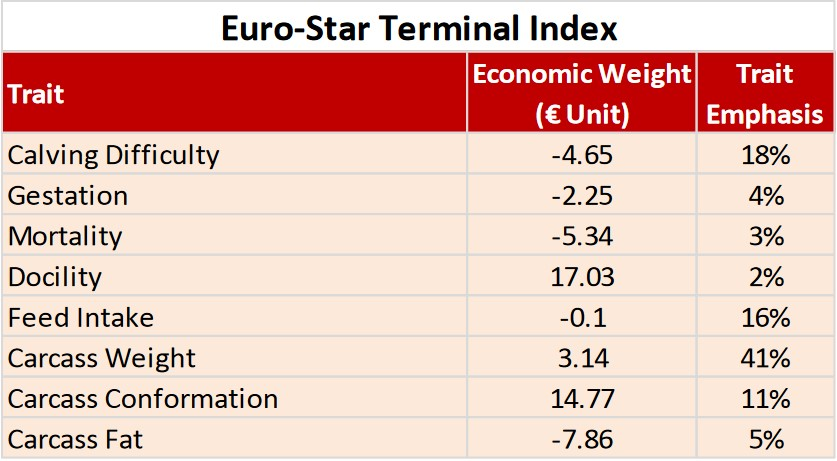 Euro-Star Terminal Index
Trait Economic Weight (€ Unit) Trait Emphasis
Calving Difficulty -4.65 18%
Gestation -2.25 4%
Mortality -5.34 3%
Docility 17.03 2%
Feed Intake -0.1 16%
Carcass Weight 3.14 41%
Carcass Conformation 14.77 11%
Carcass Fat -7.86 5%